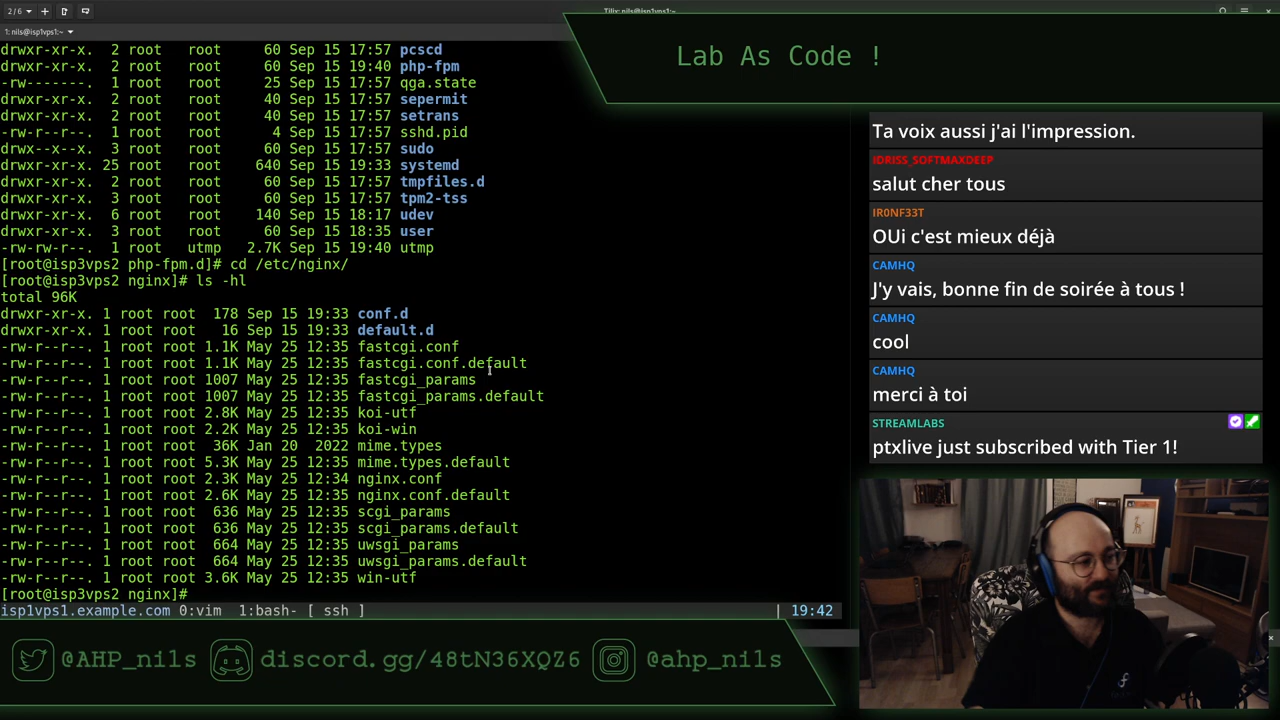 2/6
Tilix: nils@isp1vps1:~
1: nils@isp1vps1:~
drwxr-xr-x. 2 root root 60 Sep 15 17:57 pcscd
drwxr-xr-x. 2 root root 60 Sep 15 19:40 php-fpm
-rw-------. 1 root root 25 Sep 15 17:57 qga.state
drwxr-xr-x. 2 root root 40 Sep 15 17:57 sepermit
drwxr-xr-x. 2 root root 40 Sep 15 17:57 setrans
-rw-r--r--. 1 root root 4 Sep 15 17:57 sshd.pid
drwx--x--x. 3 root root 60 Sep 15 17:57 sudo
drwxr-xr-x. 25 root root 640 Sep 15 19:33 systemd
drwxr-xr-x. 2 root root 60 Sep 15 17:57 tmpfiles.d
drwxr-xr-x. 3 root root 60 Sep 15 17:57 tpm2-tss
drwxr-xr-x. 6 root root 140 Sep 15 18:17 udev
drwxr-xr-x. 3 root root 60 Sep 15 18:35 user
-rw-rw-r--. 1 root utmp 2.7K Sep 15 19:40 utmp
[root@isp3vps2 php-fpm.d]# cd /etc/nginx/
[root@isp3vps2 nginx]# ls -hl
total 96K
drwxr-xr-x. 1 root root 178 Sep 15 19:33 conf.d
drwxr-xr-x. 1 root root 16 Sep 15 19:33 default.d
-rw-r--r--. 1 root root 1.1K May 25 12:35 fastcgi.conf
-rw-r--r--. 1 root root 1.1K May 25 12:35 fastcgi.conf.default
-rw-r--r--. 1 root root 1007 May 25 12:35 fastcgi_params
-rw-r--r--. 1 root root 1007 May 25 12:35 fastcgi_params.default
-rw-r--r--. 1 root root 2.8K May 25 12:35 koi-utf
-rw-r--r--. 1 root root 2.2K May 25 12:35 koi-win
-rw-r--r--. 1 root root 36K Jan 20 2022 mime.types
-rw-r--r--. 1 root root 5.3K May 25 12:35 mime.types.default
-rw-r--r--. 1 root root 2.3K May 25 12:34 nginx.conf
-rw-r--r--. 1 root root 2.6K May 25 12:35 nginx.conf.default
-rw-r--r--. 1 root root 636 May 25 12:35 scgi_params
-rw-r--r--. 1 root root 636 May 25 12:35 scgi_params.default
-rw-r--r--. 1 root root 664 May 25 12:35 uwsgi_params
-rw-r--r--. 1 root root 664 May 25 12:35 uwsgi_params.default
-rw-r--r--. 1 root root 3.6K May 25 12:35 win-utf
[root@isp3vps2 nginx]#
isp1vps1.example.com 0:vim 1:bash- [ ssh ] | 19:42
Lab As Code !
Ta voix aussi j'ai l'impression.
IDRISS_SOFTMAXDEEP
salut cher tous
IR0NF33T
OUi c'est mieux déjà
CAMHQ
J'y vais, bonne fin de soirée à tous !
CAMHQ
cool
CAMHQ
merci à toi
STREAMLABS
ptxlive just subscribed with Tier 1!
@AHP_nils discord.gg/48tN36XQZ6 @ahp_nils